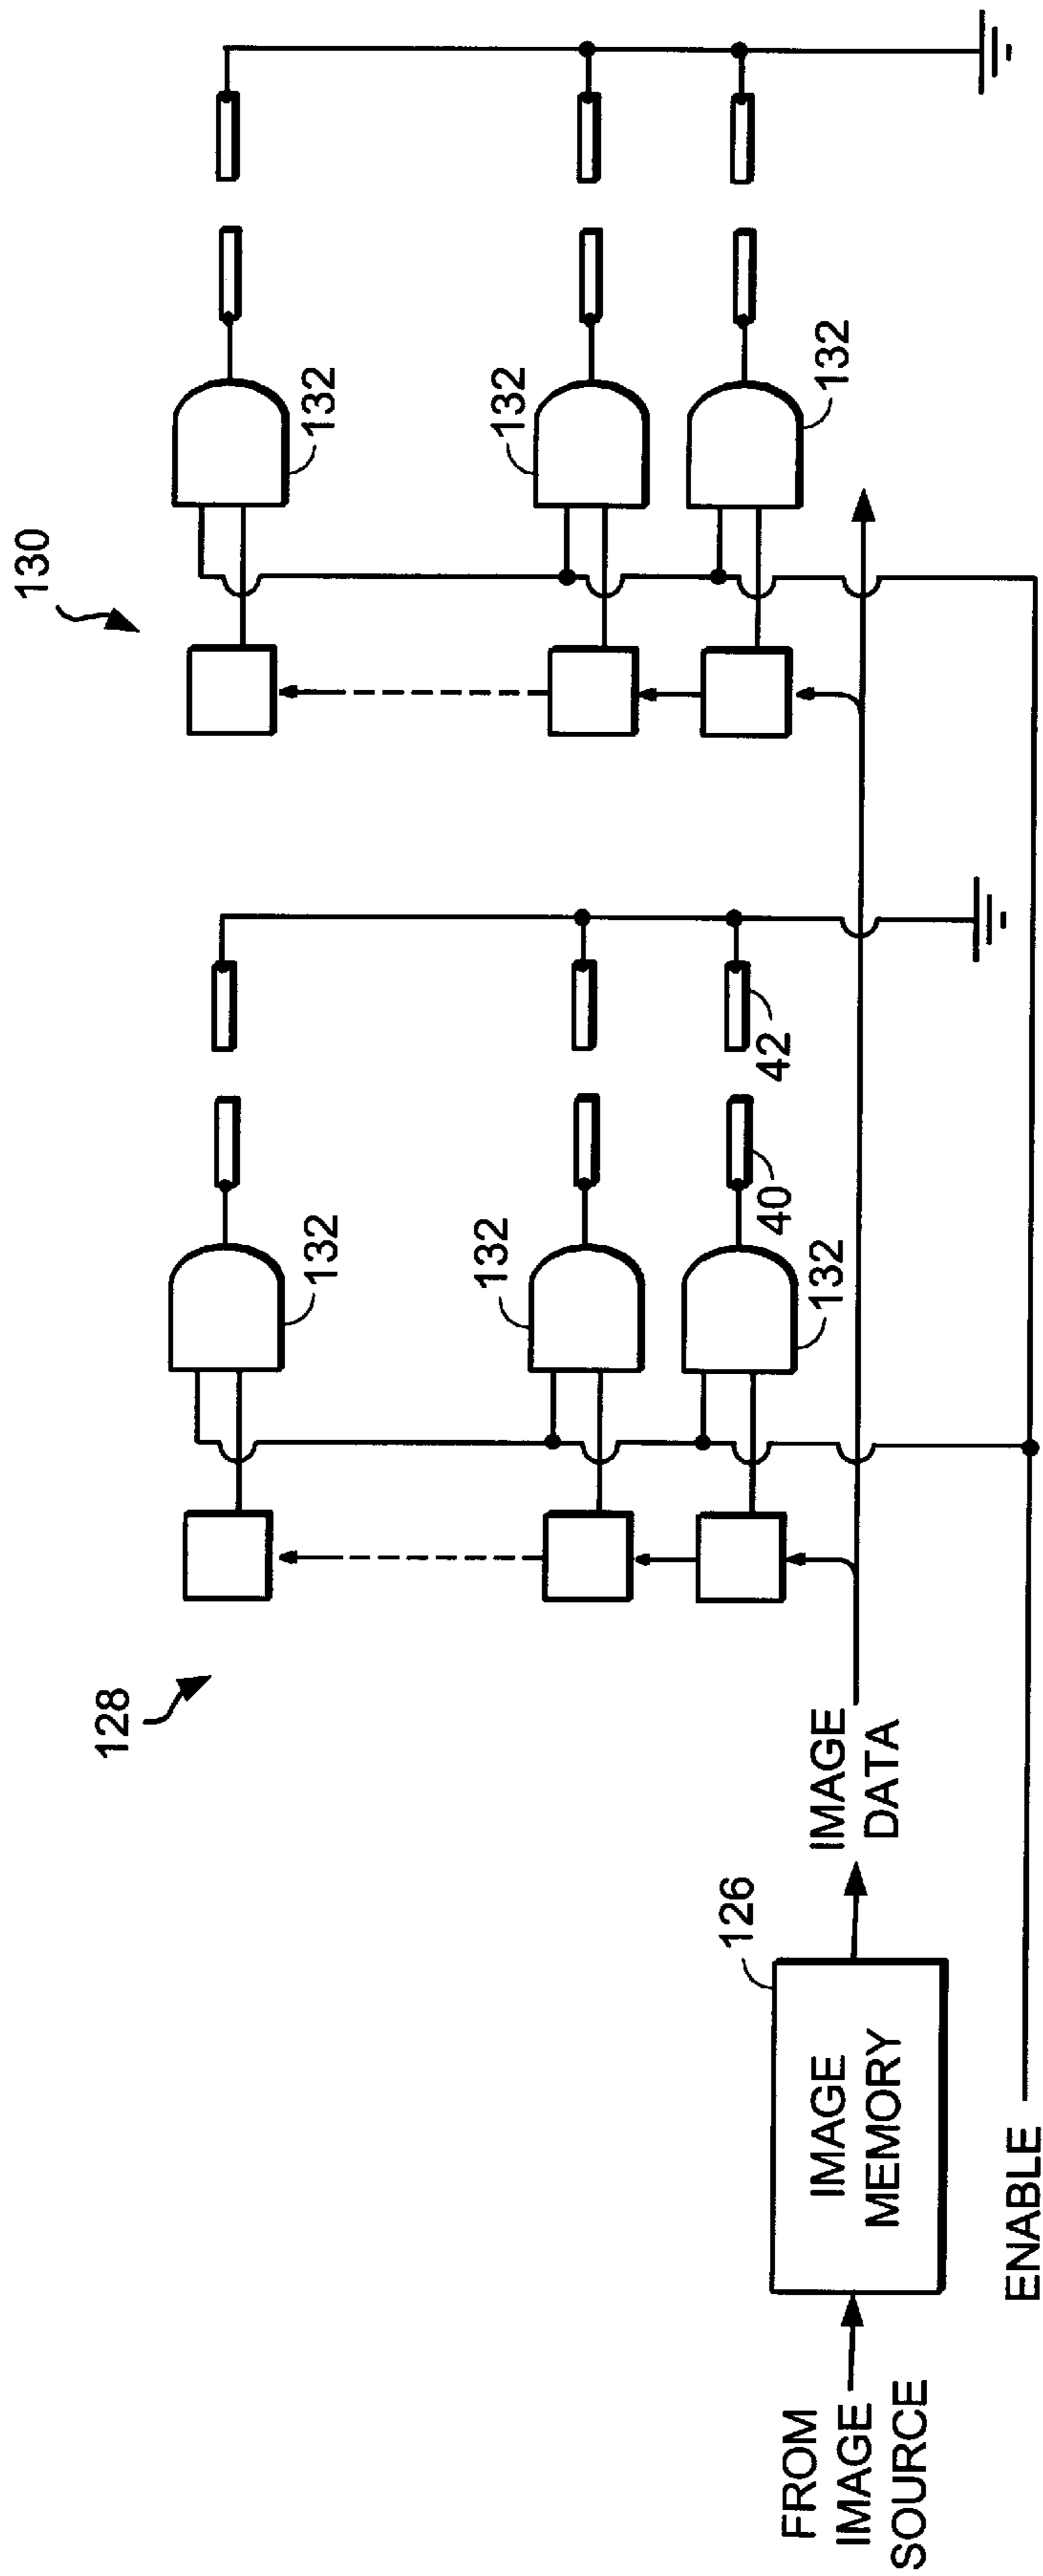 130
132
132
132
128
132
132
132
40
42
IMAGE
DATA
126
IMAGE
MEMORY
FROM
IMAGE
SOURCE
ENABLE